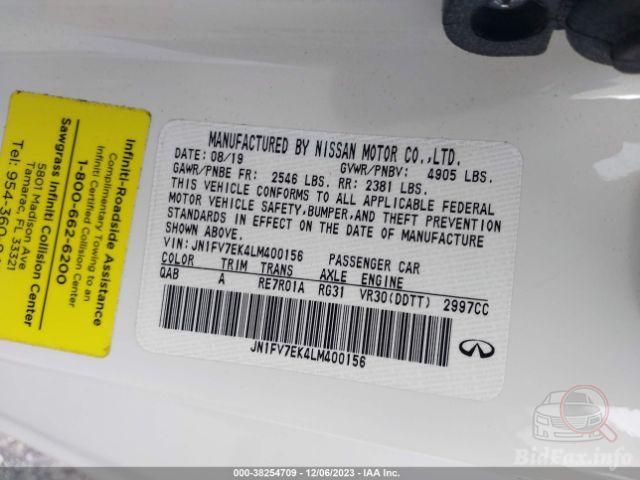 Infiniti-Roadside Assistance
Complimentary Towing to an
Infiniti Certified Collision Center
1-800-662-6200
Sawgrass Infiniti Collision Center
5801 Madison Ave
Tamarac, FL 33321
Tel: 954-360-
MANUFACTURED BY NISSAN MOTOR CO.,LTD.
DATE: 08/19 GVWR/PNBV: 4905 LBS.
GAWR/PNBE FR: 2546 LBS. RR: 2381 LBS.
THIS VEHICLE CONFORMS TO ALL APPLICABLE FEDERAL
MOTOR VEHICLE SAFETY,BUMPER,AND THEFT PREVENTION
STANDARDS IN EFFECT ON THE DATE OF MANUFACTURE
SHOWN ABOVE.
VIN: JN1FV7EK4LM400156 PASSENGER CAR
COLOR TRIM TRANS AXLE ENGINE
QAB A RE7R01A RG31 VR30(DDTT) 2997CC
JN1FV7EK4LM400156
BidFax.info
000-38254709 - 12/06/2023 - IAA Inc.